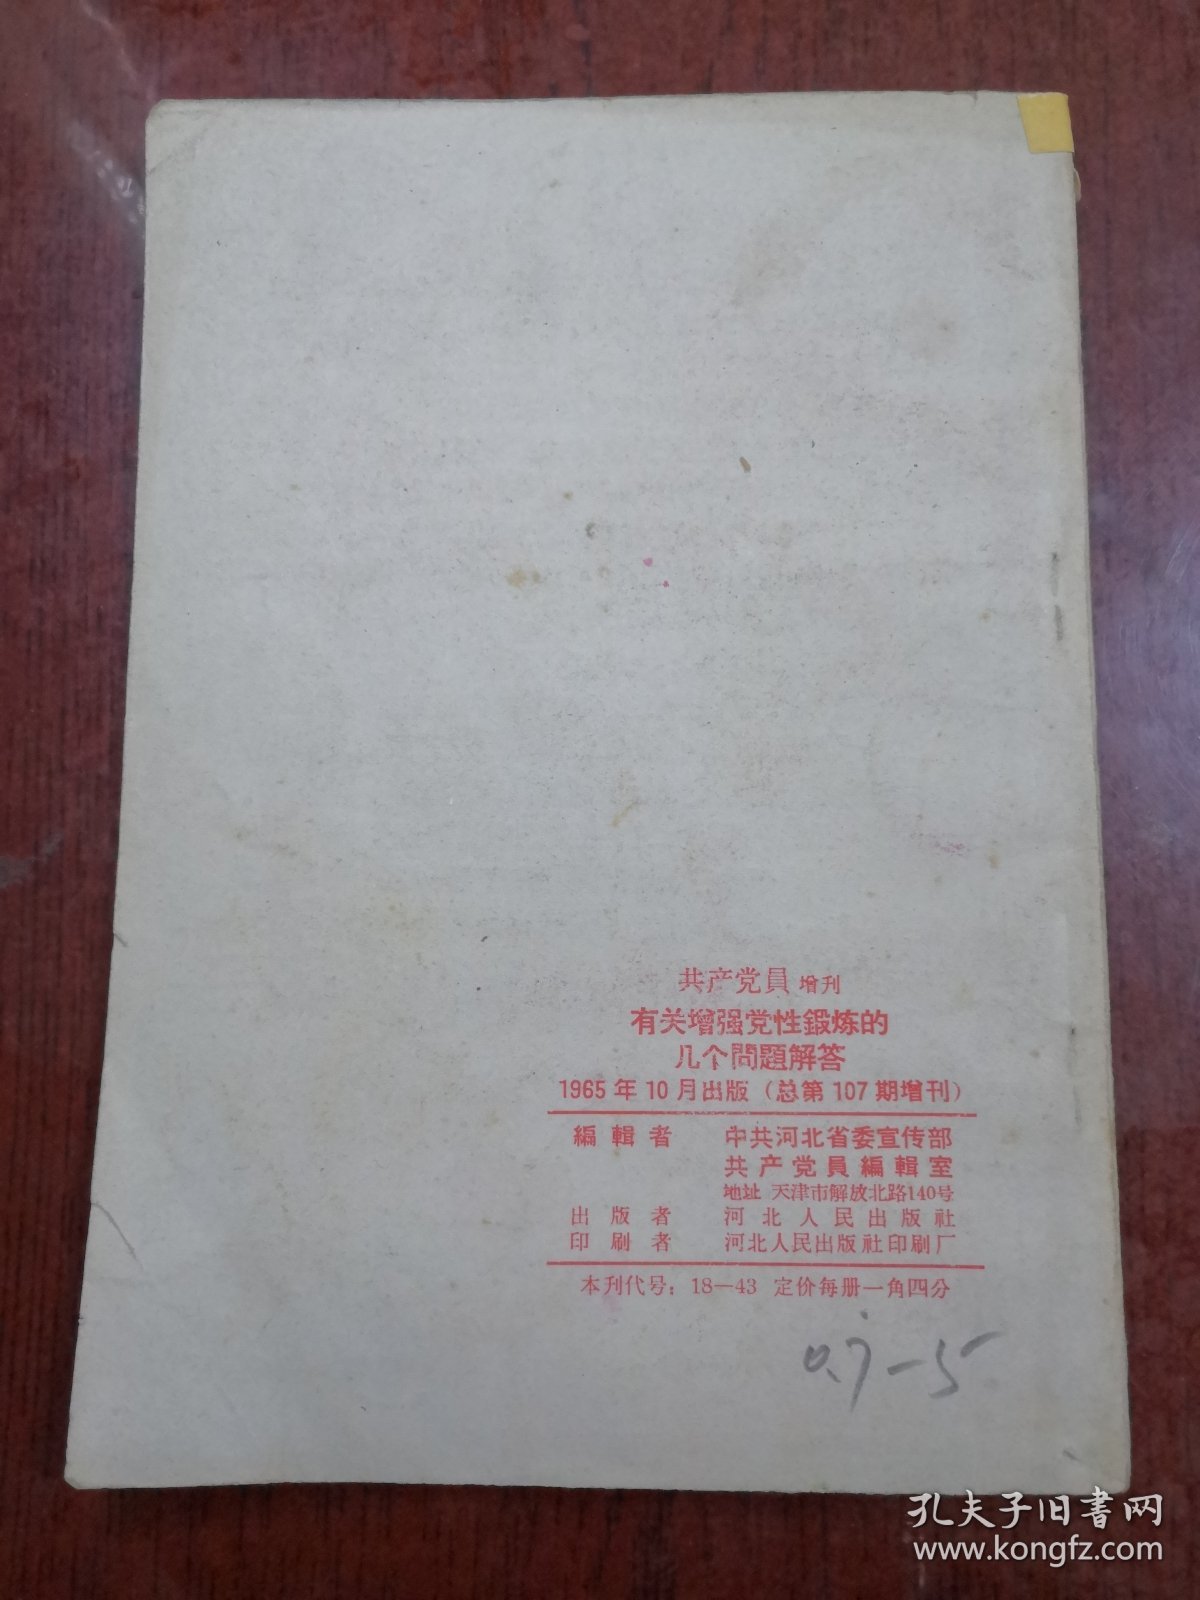 共产党員 增刊
有关增强党性鍛炼的
几个問題解答
1965年10月出版（总第107期增刊）
編輯者 中共河北省委宣传部
共产党員編輯室
地址 天津市解放北路140号
出版者 河北人民出版社
印刷者 河北人民出版社印刷厂
本刊代号：18—43 定价每册一角四分
0.7-5
孔夫子旧书网
www.kongfz.com